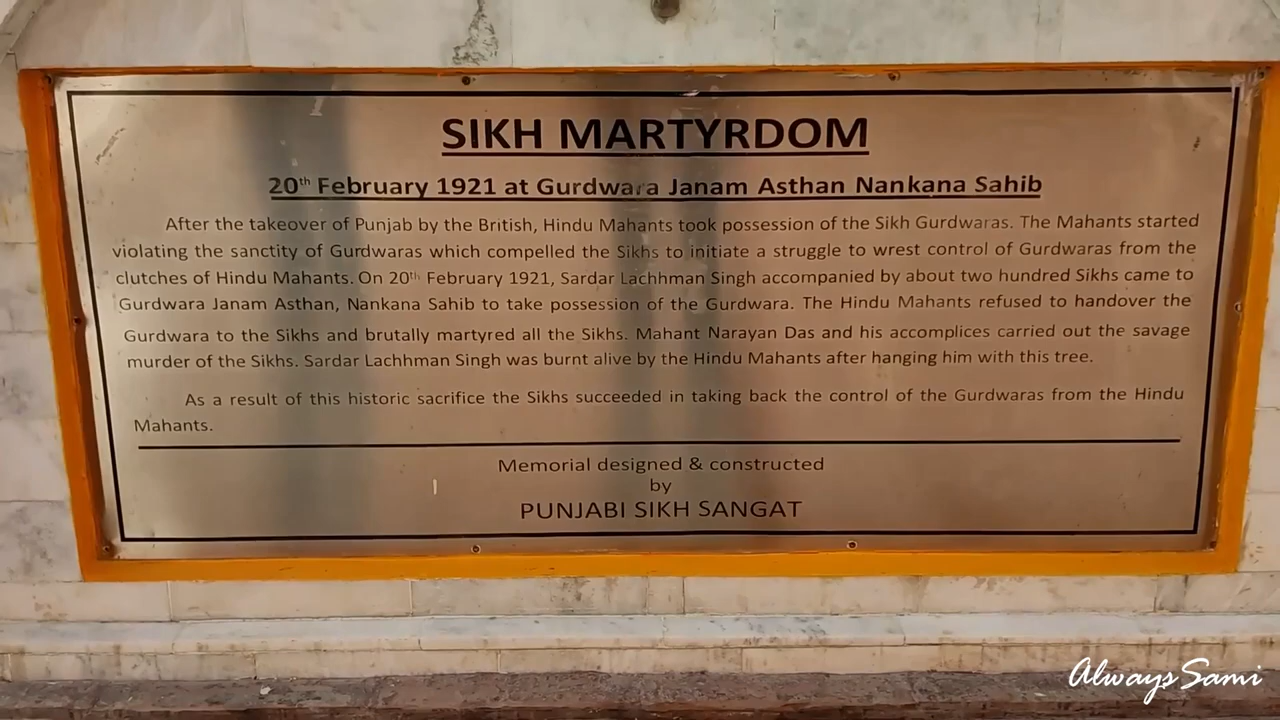 SIKH MARTYRDOM
20th February 1921 at Gurdwara Janam Asthan Nankana Sahib
After the takeover of Punjab by the British, Hindu Mahants took possession of the Sikh Gurdwaras. The Mahants started
violating the sanctity of Gurdwaras which compelled the Sikhs to initiate a struggle to wrest control of Gurdwaras from the
clutches of Hindu Mahants. On 20th February 1921, Sardar Lachhman Singh accompanied by about two hundred Sikhs came to
Gurdwara Janam Asthan, Nankana Sahib to take possession of the Gurdwara. The Hindu Mahants refused to handover the
Gurdwara to the Sikhs and brutally martyred all the Sikhs. Mahant Narayan Das and his accomplices carried out the savage
murder of the Sikhs. Sardar Lachhman Singh was burnt alive by the Hindu Mahants after hanging him with this tree.
As a result of this historic sacrifice the Sikhs succeeded in taking back the control of the Gurdwaras from the Hindu
Mahants.
Memorial designed & constructed
by
PUNJABI SIKH SANGAT
Always Sami